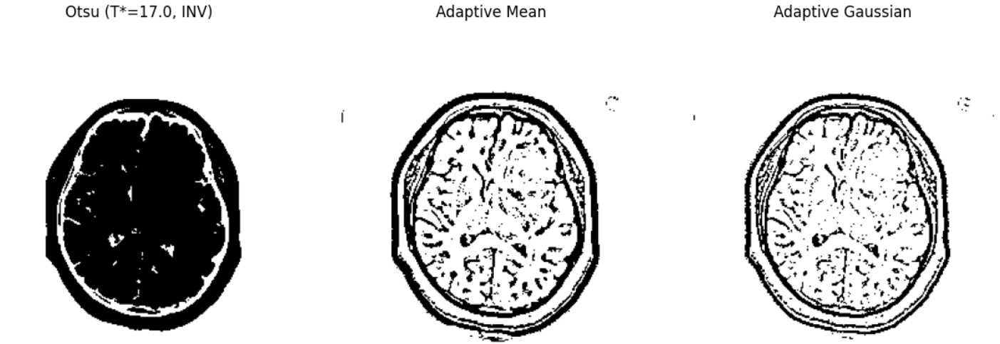 Otsu (T*=17.0, INV)
Adaptive Mean
Adaptive Gaussian